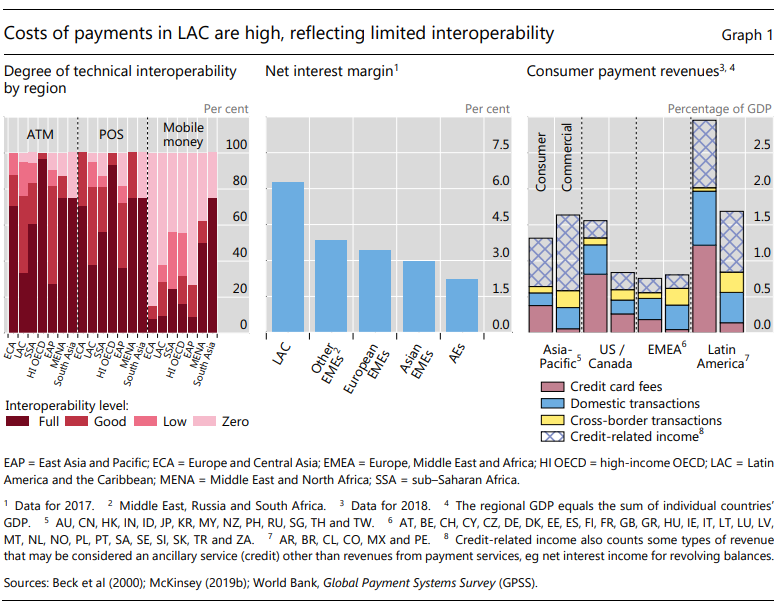 Costs of payments in LAC are high, reflecting limited interoperability
Graph 1
Degree of technical interoperability
by region
Net interest margin1
Consumer payment revenues3, 4
Per cent
Per cent
Percentage of GDP
ATM
POS
Mobile
money
100
80
60
40
20
0
ECA
LAC
SSA
HI OECD
EAP
MENA
South Asia
ECA
LAC
SSA
HI OECD
EAP
MENA
South Asia
ECA
LAC
SSA
HI OECD
EAP
MENA
South Asia
Interoperability level:
Full
Good
Low
Zero
7.5
6.0
4.5
3.0
1.5
0.0
LAC
Other
EMEs2
European
EMEs
Asian
EMEs
AEs
Consumer
Commercial
2.5
2.0
1.5
1.0
0.5
0.0
Asia-
Pacific5
US /
Canada
EMEA6
Latin
America7
Credit card fees
Domestic transactions
Cross-border transactions
Credit-related income8
EAP = East Asia and Pacific; ECA = Europe and Central Asia; EMEA = Europe, Middle East and Africa; HI OECD = high-income OECD; LAC = Latin
America and the Caribbean; MENA = Middle East and North Africa; SSA = sub–Saharan Africa.
1 Data for 2017. 2 Middle East, Russia and South Africa. 3 Data for 2018. 4 The regional GDP equals the sum of individual countries'
GDP. 5 AU, CN, HK, IN, ID, JP, KR, MY, NZ, PH, RU, SG, TH and TW. 6 AT, BE, CH, CY, CZ, DE, DK, EE, ES, FI, FR, GB, GR, HU, IE, IT, LT, LU, LV,
MT, NL, NO, PL, PT, SA, SE, SI, SK, TR and ZA. 7 AR, BR, CL, CO, MX and PE. 8 Credit-related income also counts some types of revenue
that may be considered an ancillary service (credit) other than revenues from payment services, eg net interest income for revolving balances.
Sources: Beck et al (2000); McKinsey (2019b); World Bank, Global Payment Systems Survey (GPSS).